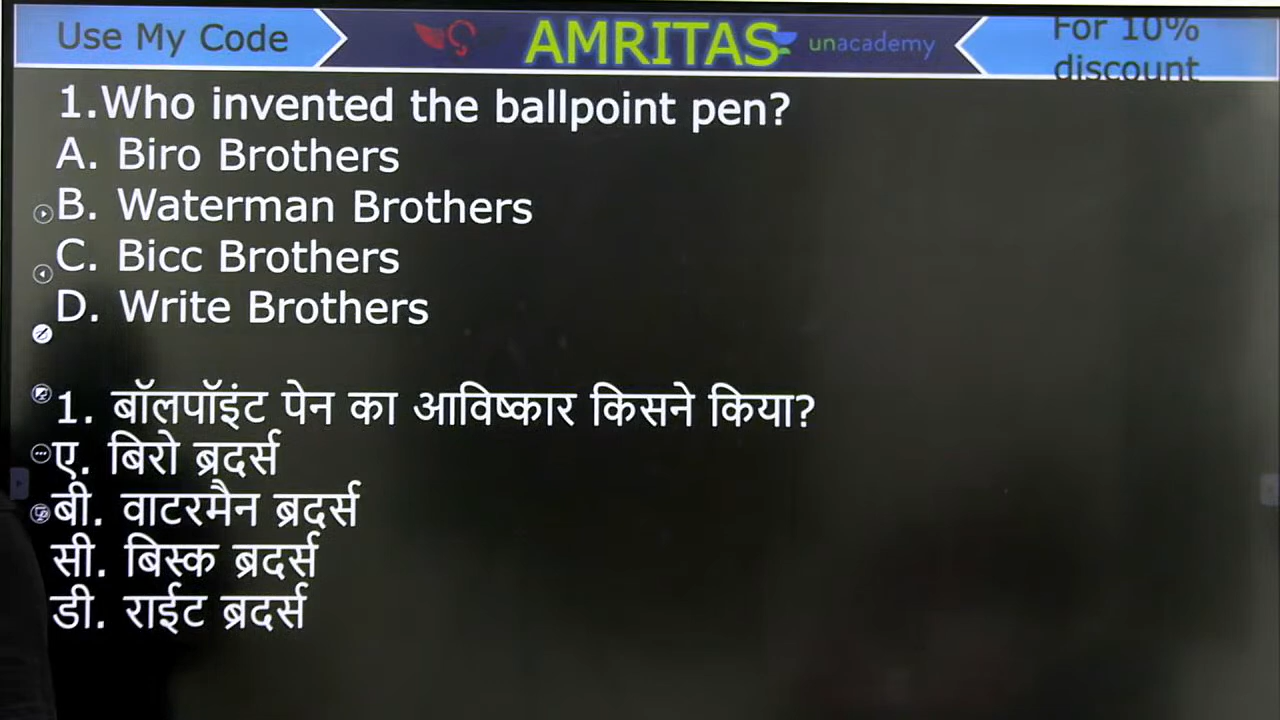 Use My Code
AMRITAS
unacademy
For 10%
discount
1.Who invented the ballpoint pen?
A. Biro Brothers
B. Waterman Brothers
C. Bicc Brothers
D. Write Brothers
1. बॉलपॉइंट पेन का आविष्कार किसने किया?
ए. बिरो ब्रदर्स
बी. वाटरमैन ब्रदर्स
सी. बिस्क ब्रदर्स
डी. राईट ब्रदर्स